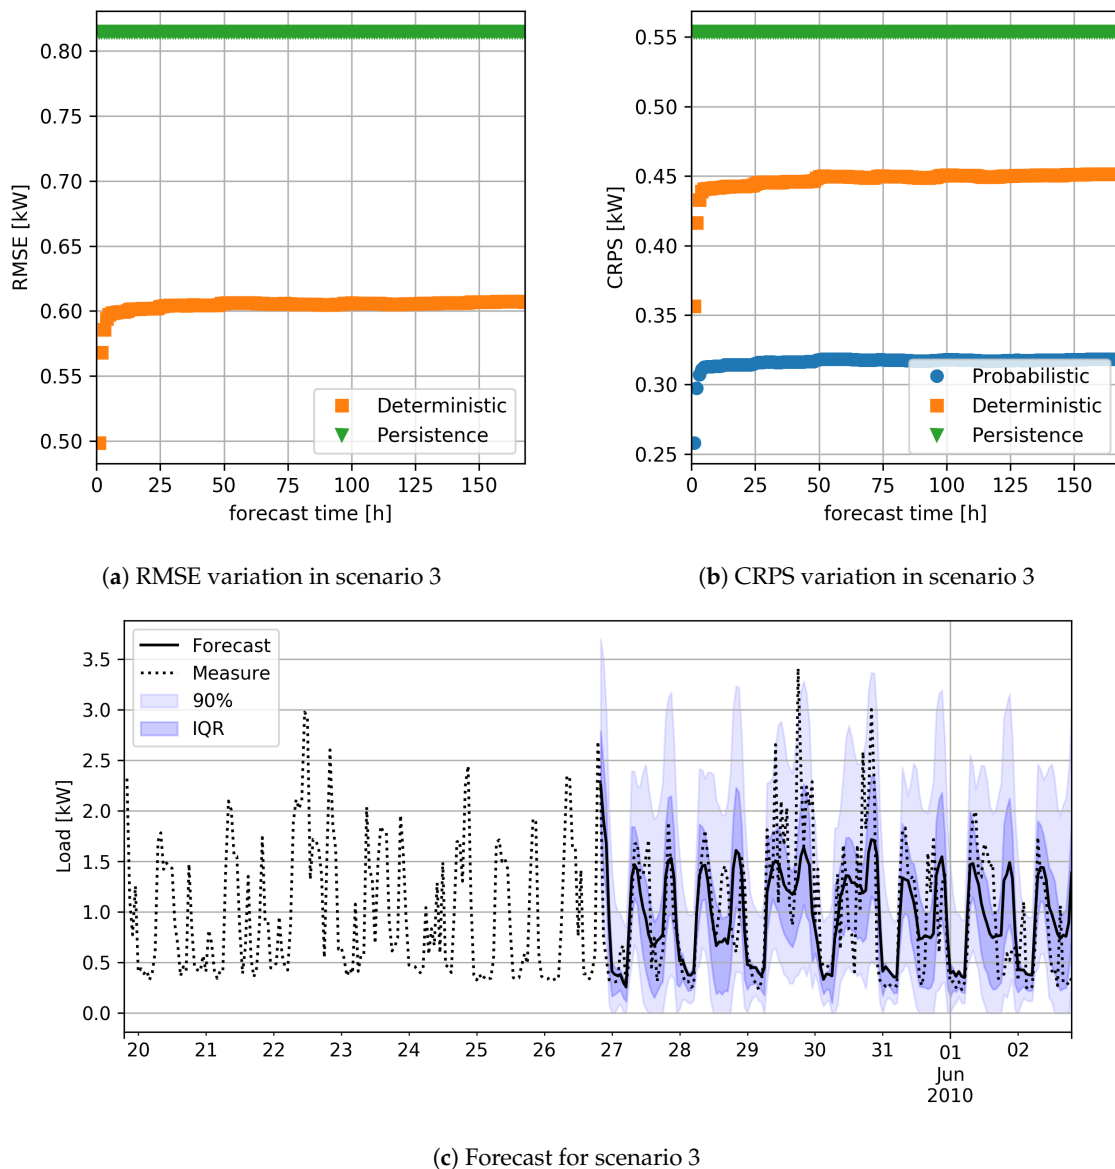 0.80
0.75
0.70
0.65
0.60
0.55
0.50
RMSE [kW]
0 25 50 75 100 125 150
forecast time [h]
Deterministic
Persistence
(a) RMSE variation in scenario 3
0.55
0.50
0.45
0.40
0.35
0.30
0.25
CRPS [kW]
0 25 50 75 100 125 150
forecast time [h]
Probabilistic
Deterministic
Persistence
(b) CRPS variation in scenario 3
3.5
3.0
2.5
2.0
1.5
1.0
0.5
0.0
Load [kW]
Forecast
Measure
90%
IQR
20 21 22 23 24 25 26 27 28 29 30 31 01 02
Jun
2010
(c) Forecast for scenario 3